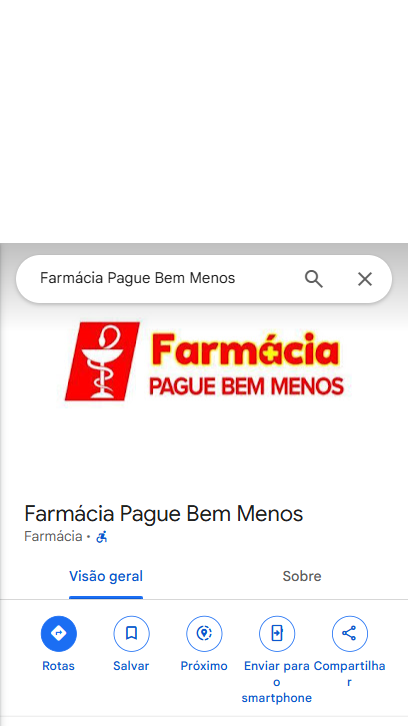 Farmácia Pague Bem Menos
Farmácia
PAGUE BEM MENOS
Farmácia Pague Bem Menos
Farmácia ·
Visão geral
Sobre
Rotas
Salvar
Próximo
Enviar para o smartphone
Compartilhar